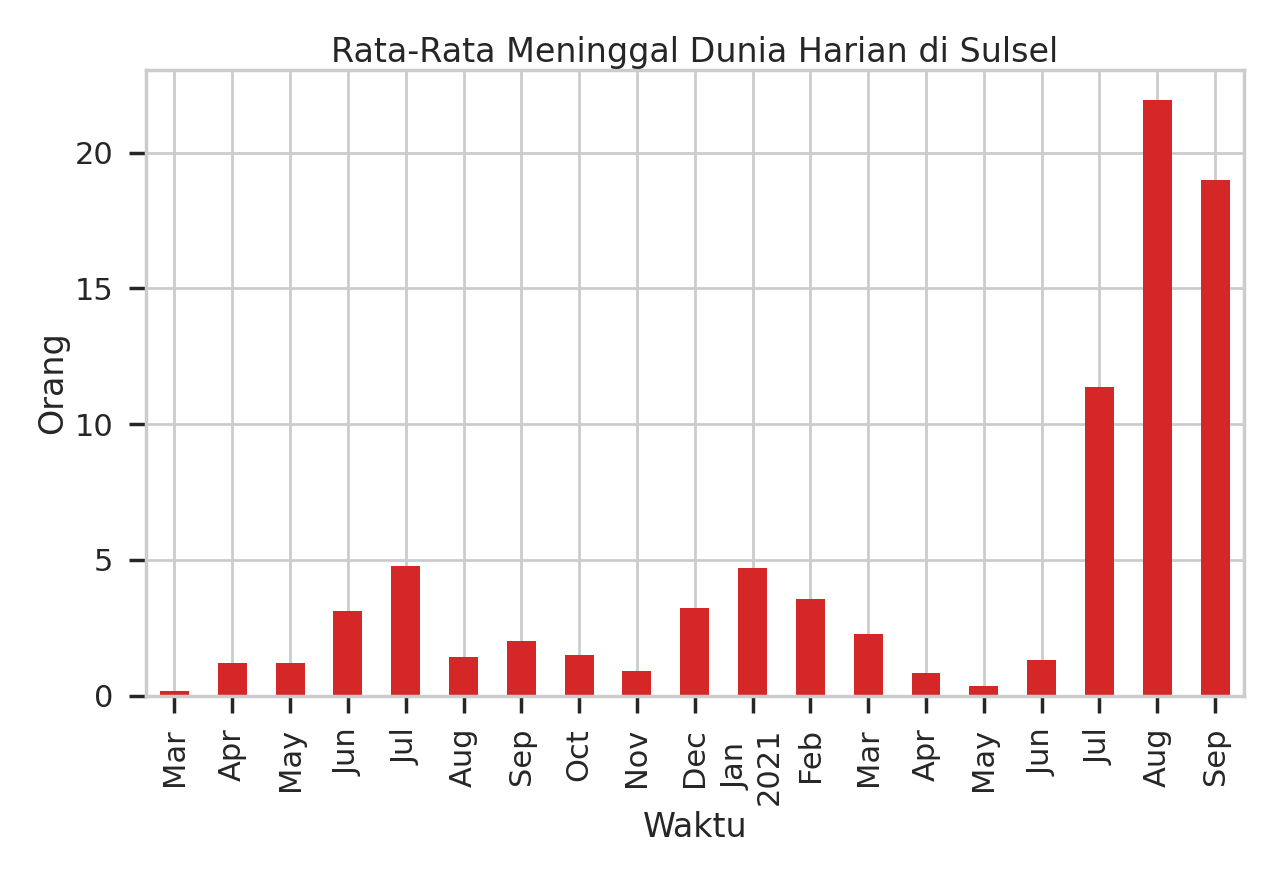 Rata-Rata Meninggal Dunia Harian di Sulsel
Orang
20
15
10
5
0
Mar
Apr
May
Jun
Jul
Aug
Sep
Oct
Nov
Dec
Jan
2021
Feb
Mar
Apr
May
Jun
Jul
Aug
Sep
Waktu